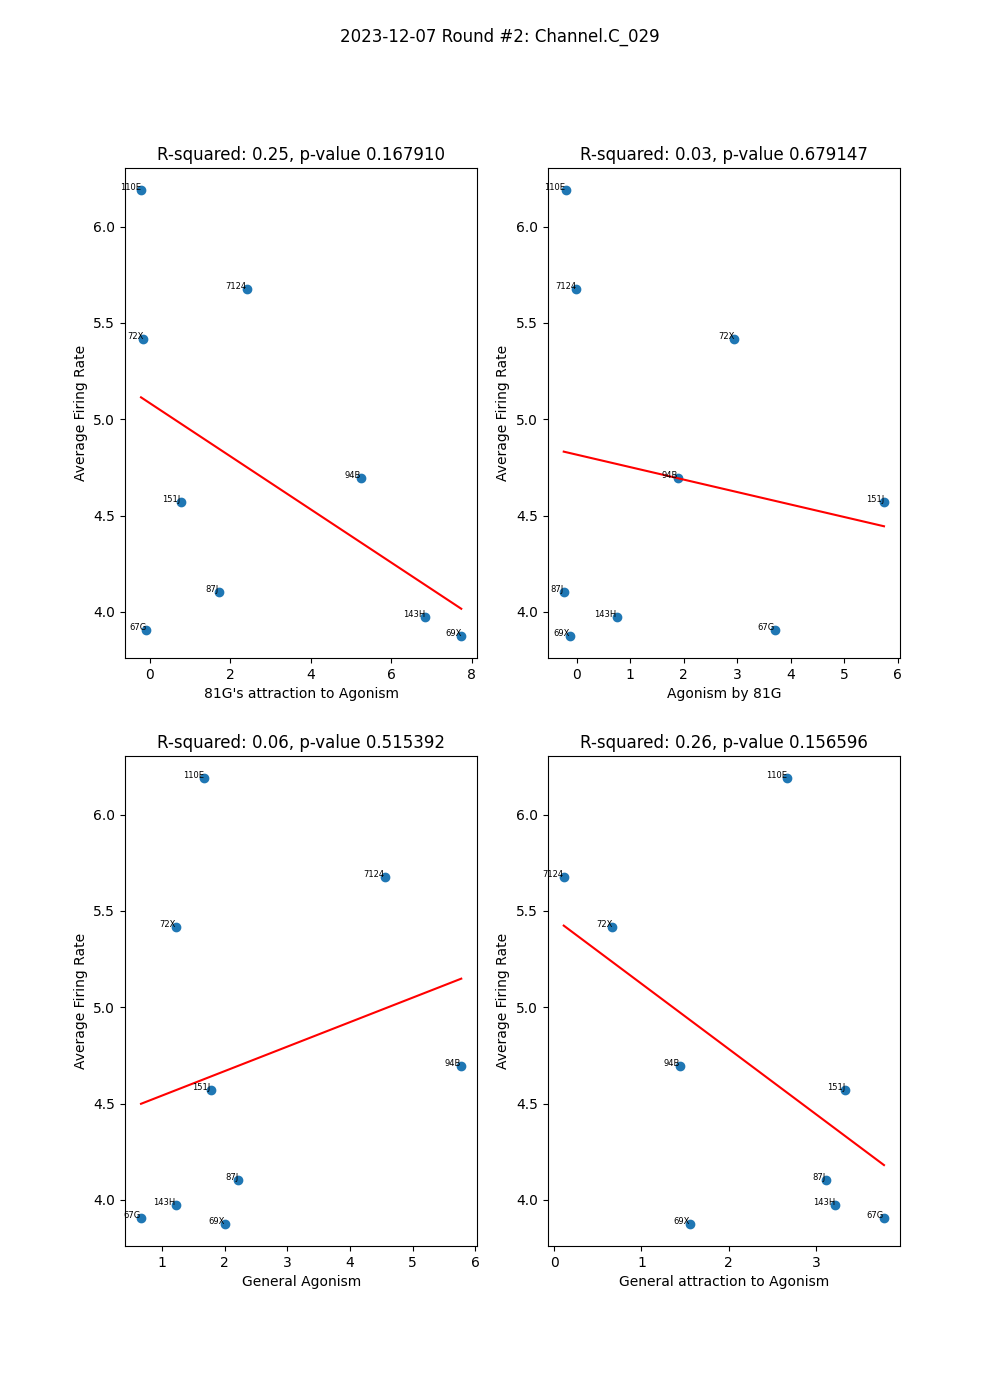 2023-12-07 Round #2: Channel.C_029
R-squared: 0.25, p-value 0.167910
110E
6.0
7124
5.5
72X
5.0
94B
151J
4.5
87J
4.0
143H
67G
69X
0 2 4 6 8
Average Firing Rate
81G's attraction to Agonism
R-squared: 0.03, p-value 0.679147
110E
6.0
7124
5.5
72X
5.0
94B
151J
4.5
87J
4.0
143H
67G
69X
0 1 2 3 4 5 6
Average Firing Rate
Agonism by 81G
R-squared: 0.06, p-value 0.515392
110E
6.0
7124
5.5
72X
5.0
94B
151J
4.5
87J
4.0
143H
67G
69X
1 2 3 4 5 6
Average Firing Rate
General Agonism
R-squared: 0.26, p-value 0.156596
110E
6.0
7124
5.5
72X
5.0
94B
151J
4.5
87J
4.0
143H
67G
69X
0 1 2 3
Average Firing Rate
General attraction to Agonism